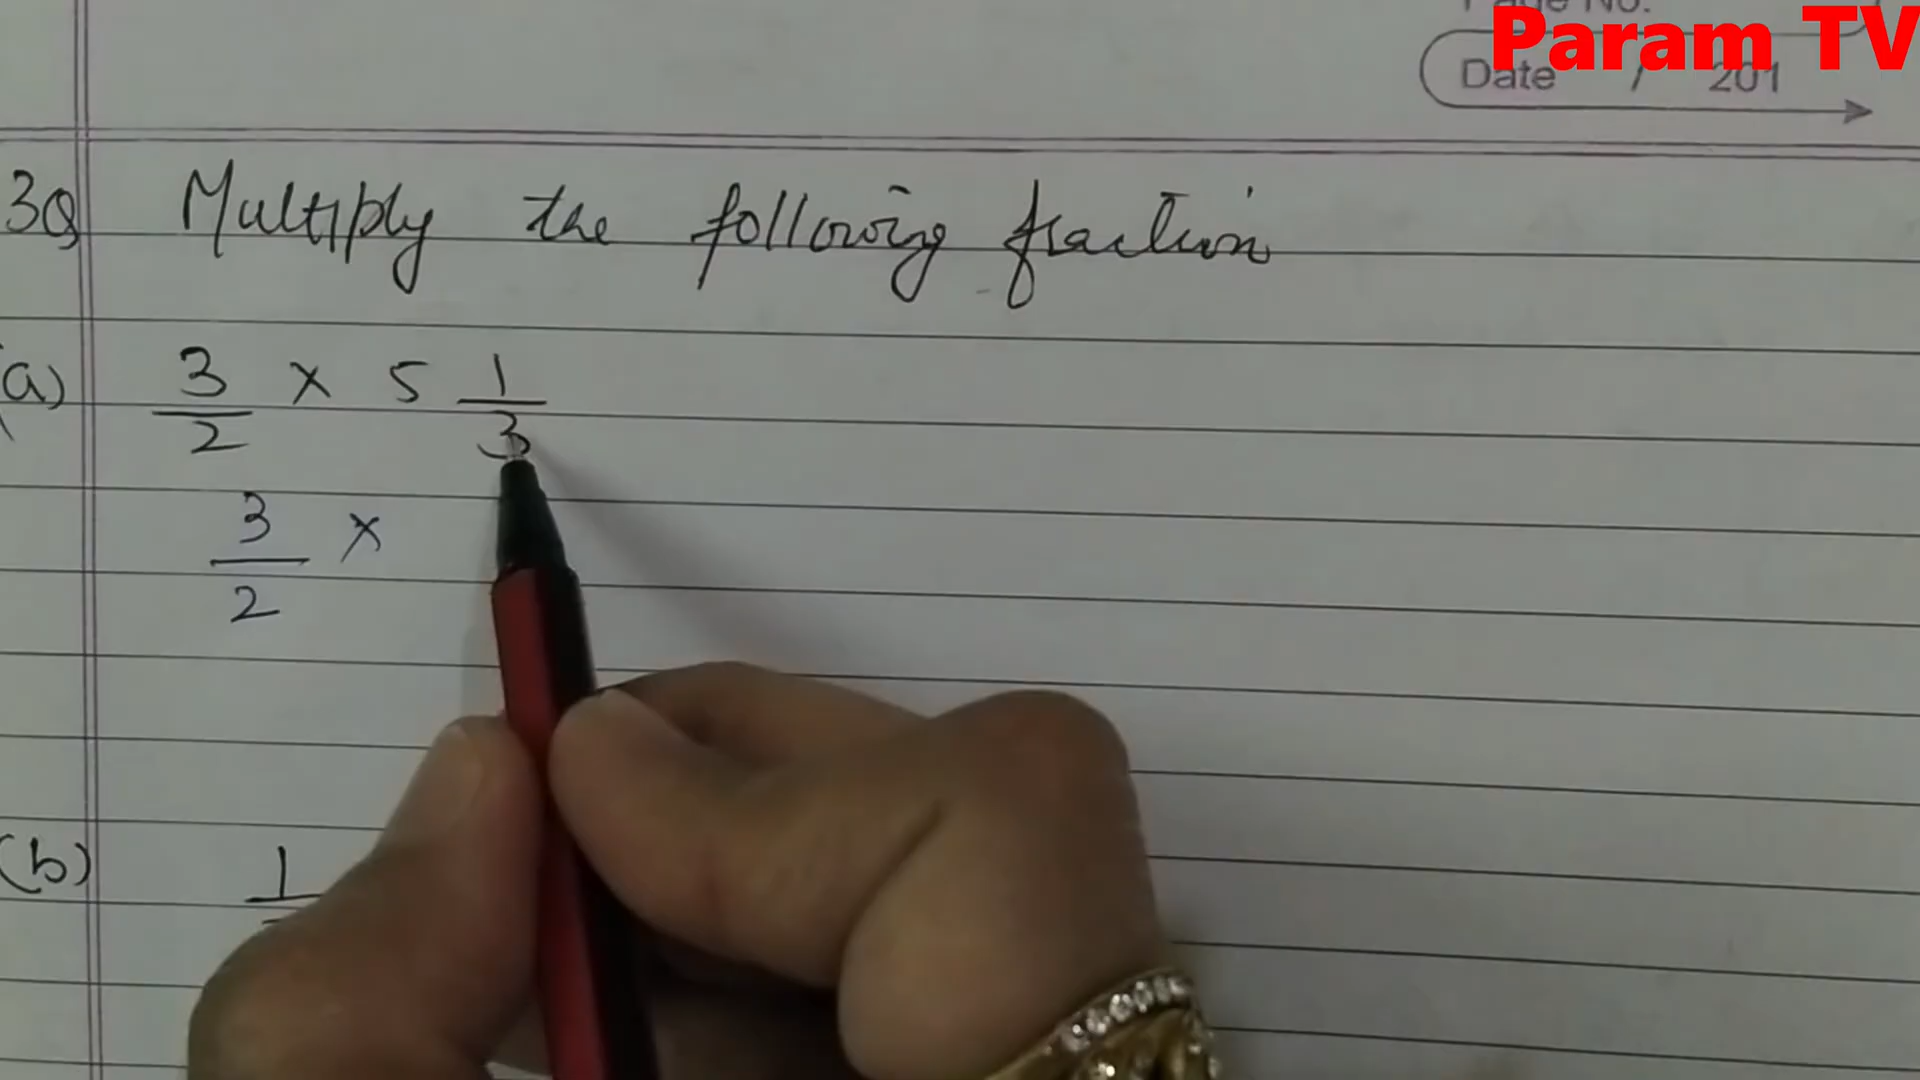 Param TV
Date / 201
3Q Multiply the following fraction
(a) 3/2 x 5 1/3
3/2 x
(b) 1